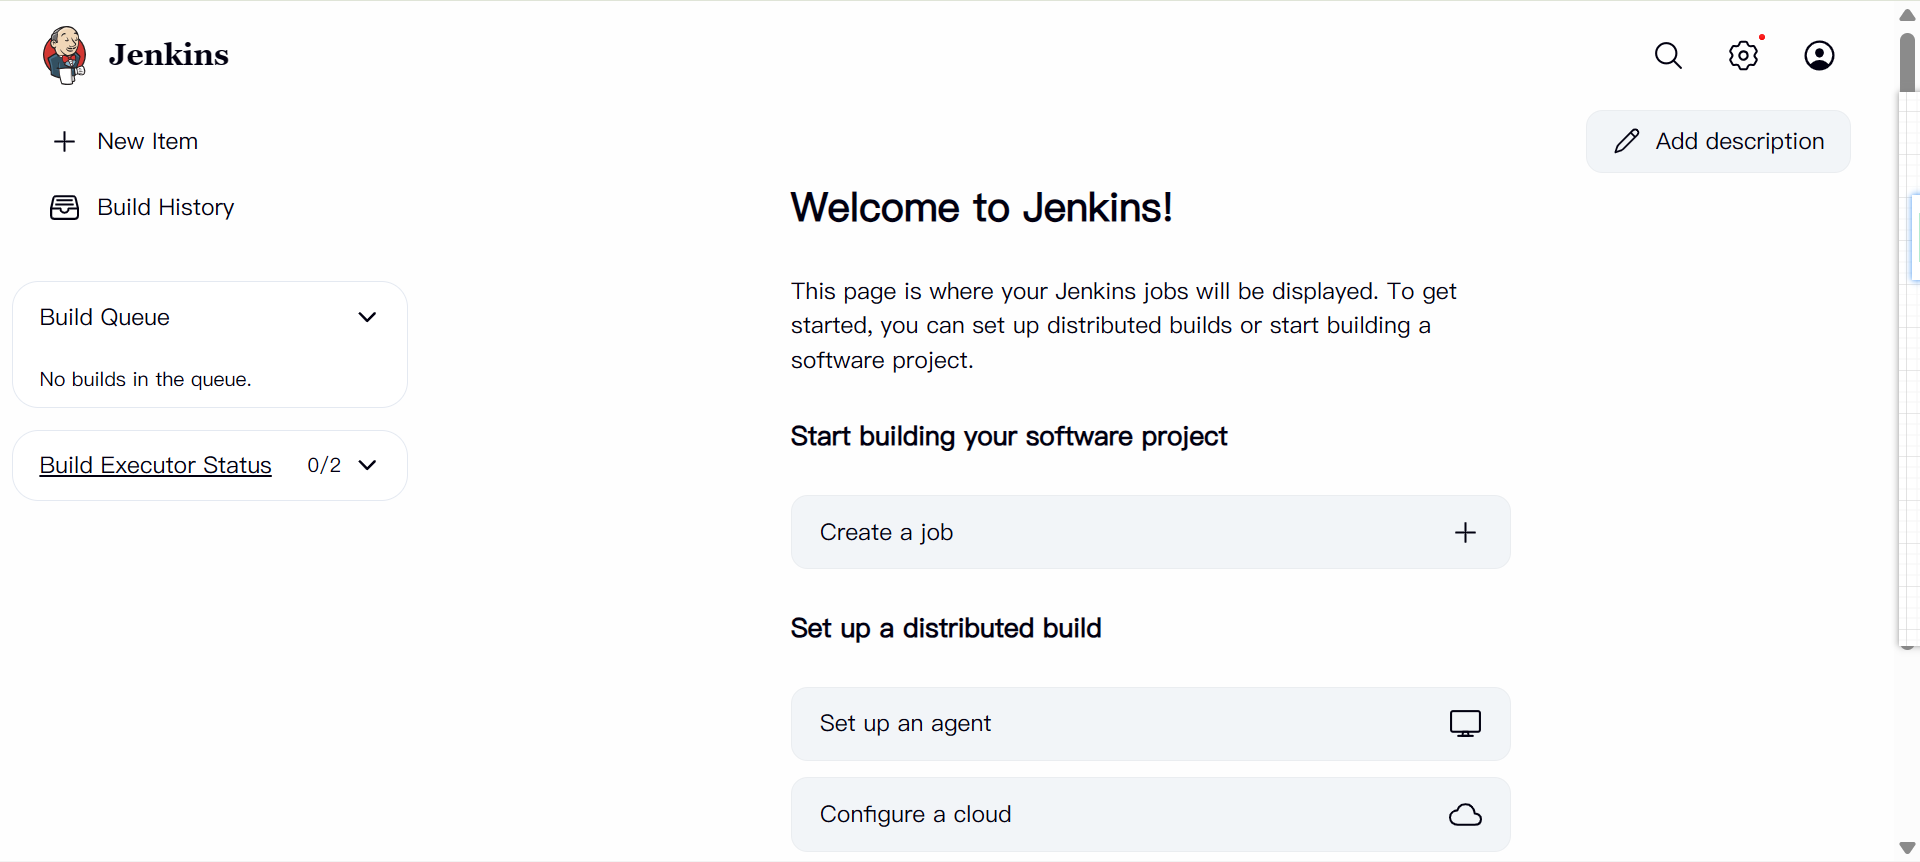 Jenkins
New Item
Build History
Build Queue
No builds in the queue.
Build Executor Status 0/2
Add description
Welcome to Jenkins!
This page is where your Jenkins jobs will be displayed. To get
started, you can set up distributed builds or start building a
software project.
Start building your software project
Create a job
Set up a distributed build
Set up an agent
Configure a cloud